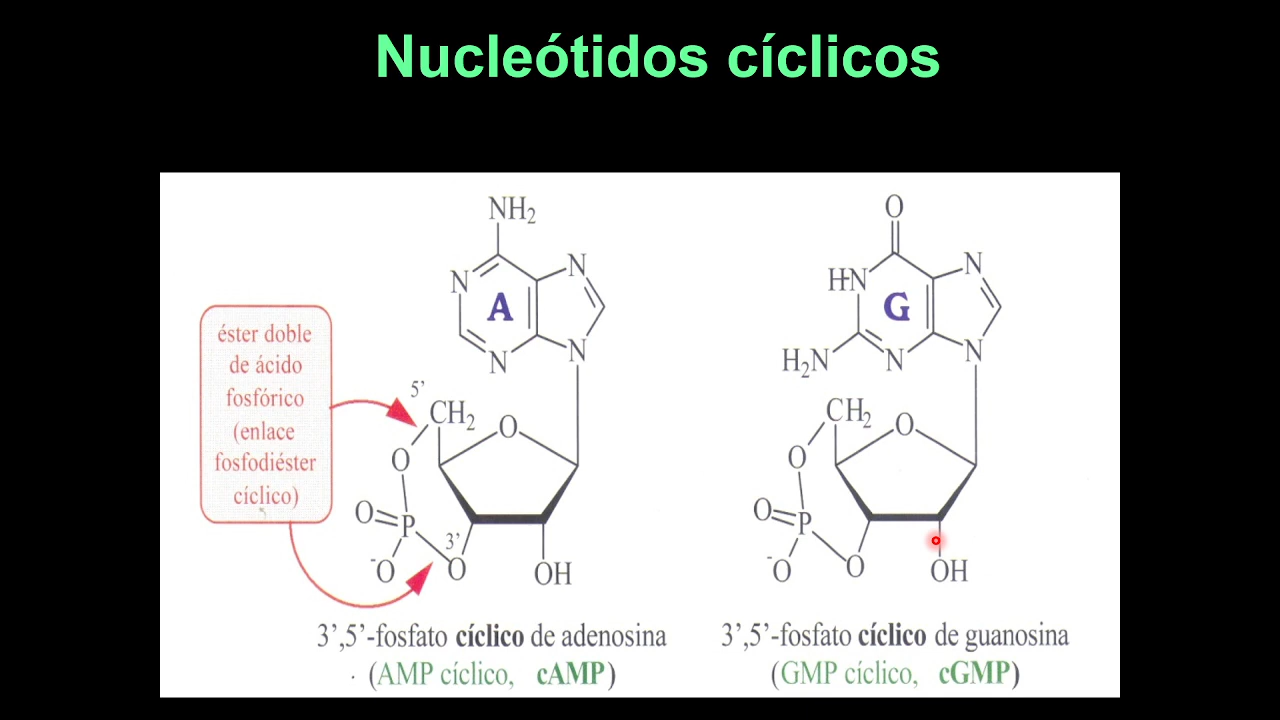 Nucleótidos cíclicos
NH₂
N
N
A
N
N
éster doble
de ácido
fosfórico
(enlace
fosfodiéster
cíclico)
5'
CH₂
O
O
O
P
3'
⁻O
O
OH
3',5'-fosfato cíclico de adenosina
(AMP cíclico, cAMP)
O
HN
N
G
H₂N
N
N
CH₂
O
O
O
P
⁻O
O
OH
3',5'-fosfato cíclico de guanosina
(GMP cíclico, cGMP)